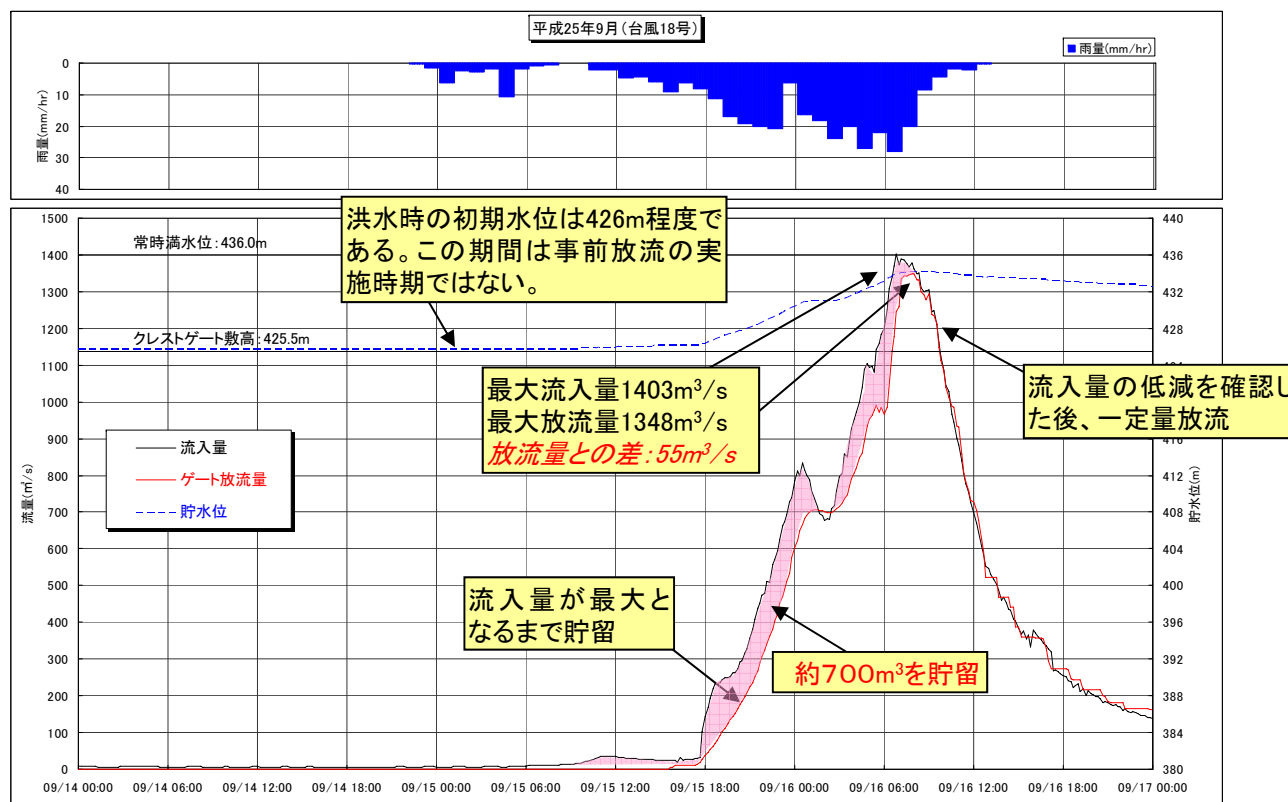 平成25年9月(台風18号)
雨量(mm/hr)
0
10
20
30
40
雨量(mm/hr)
洪水時の初期水位は426m程度で
ある。この期間は事前放流の実
施時期ではない。
常時満水位:436.0m
クレストゲート敷高:425.5m
最大流入量1403m³/s
最大放流量1348m³/s
放流量との差:55m³/s
流入量の低減を確認し
た後、一定量放流
流入量
ゲート放流量
貯水位
流入量が最大と
なるまで貯留
約700m³を貯留
1500
1400
1300
1200
1100
1000
900
800
700
600
500
400
300
200
100
0
流量(㎥/s)
440
436
432
428
416
412
408
404
400
396
392
388
384
380
貯水位(m)
09/14 00:00
09/14 06:00
09/14 12:00
09/14 18:00
09/15 00:00
09/15 06:00
09/15 12:00
09/15 18:00
09/16 00:00
09/16 06:00
09/16 12:00
09/16 18:00
09/17 00:00